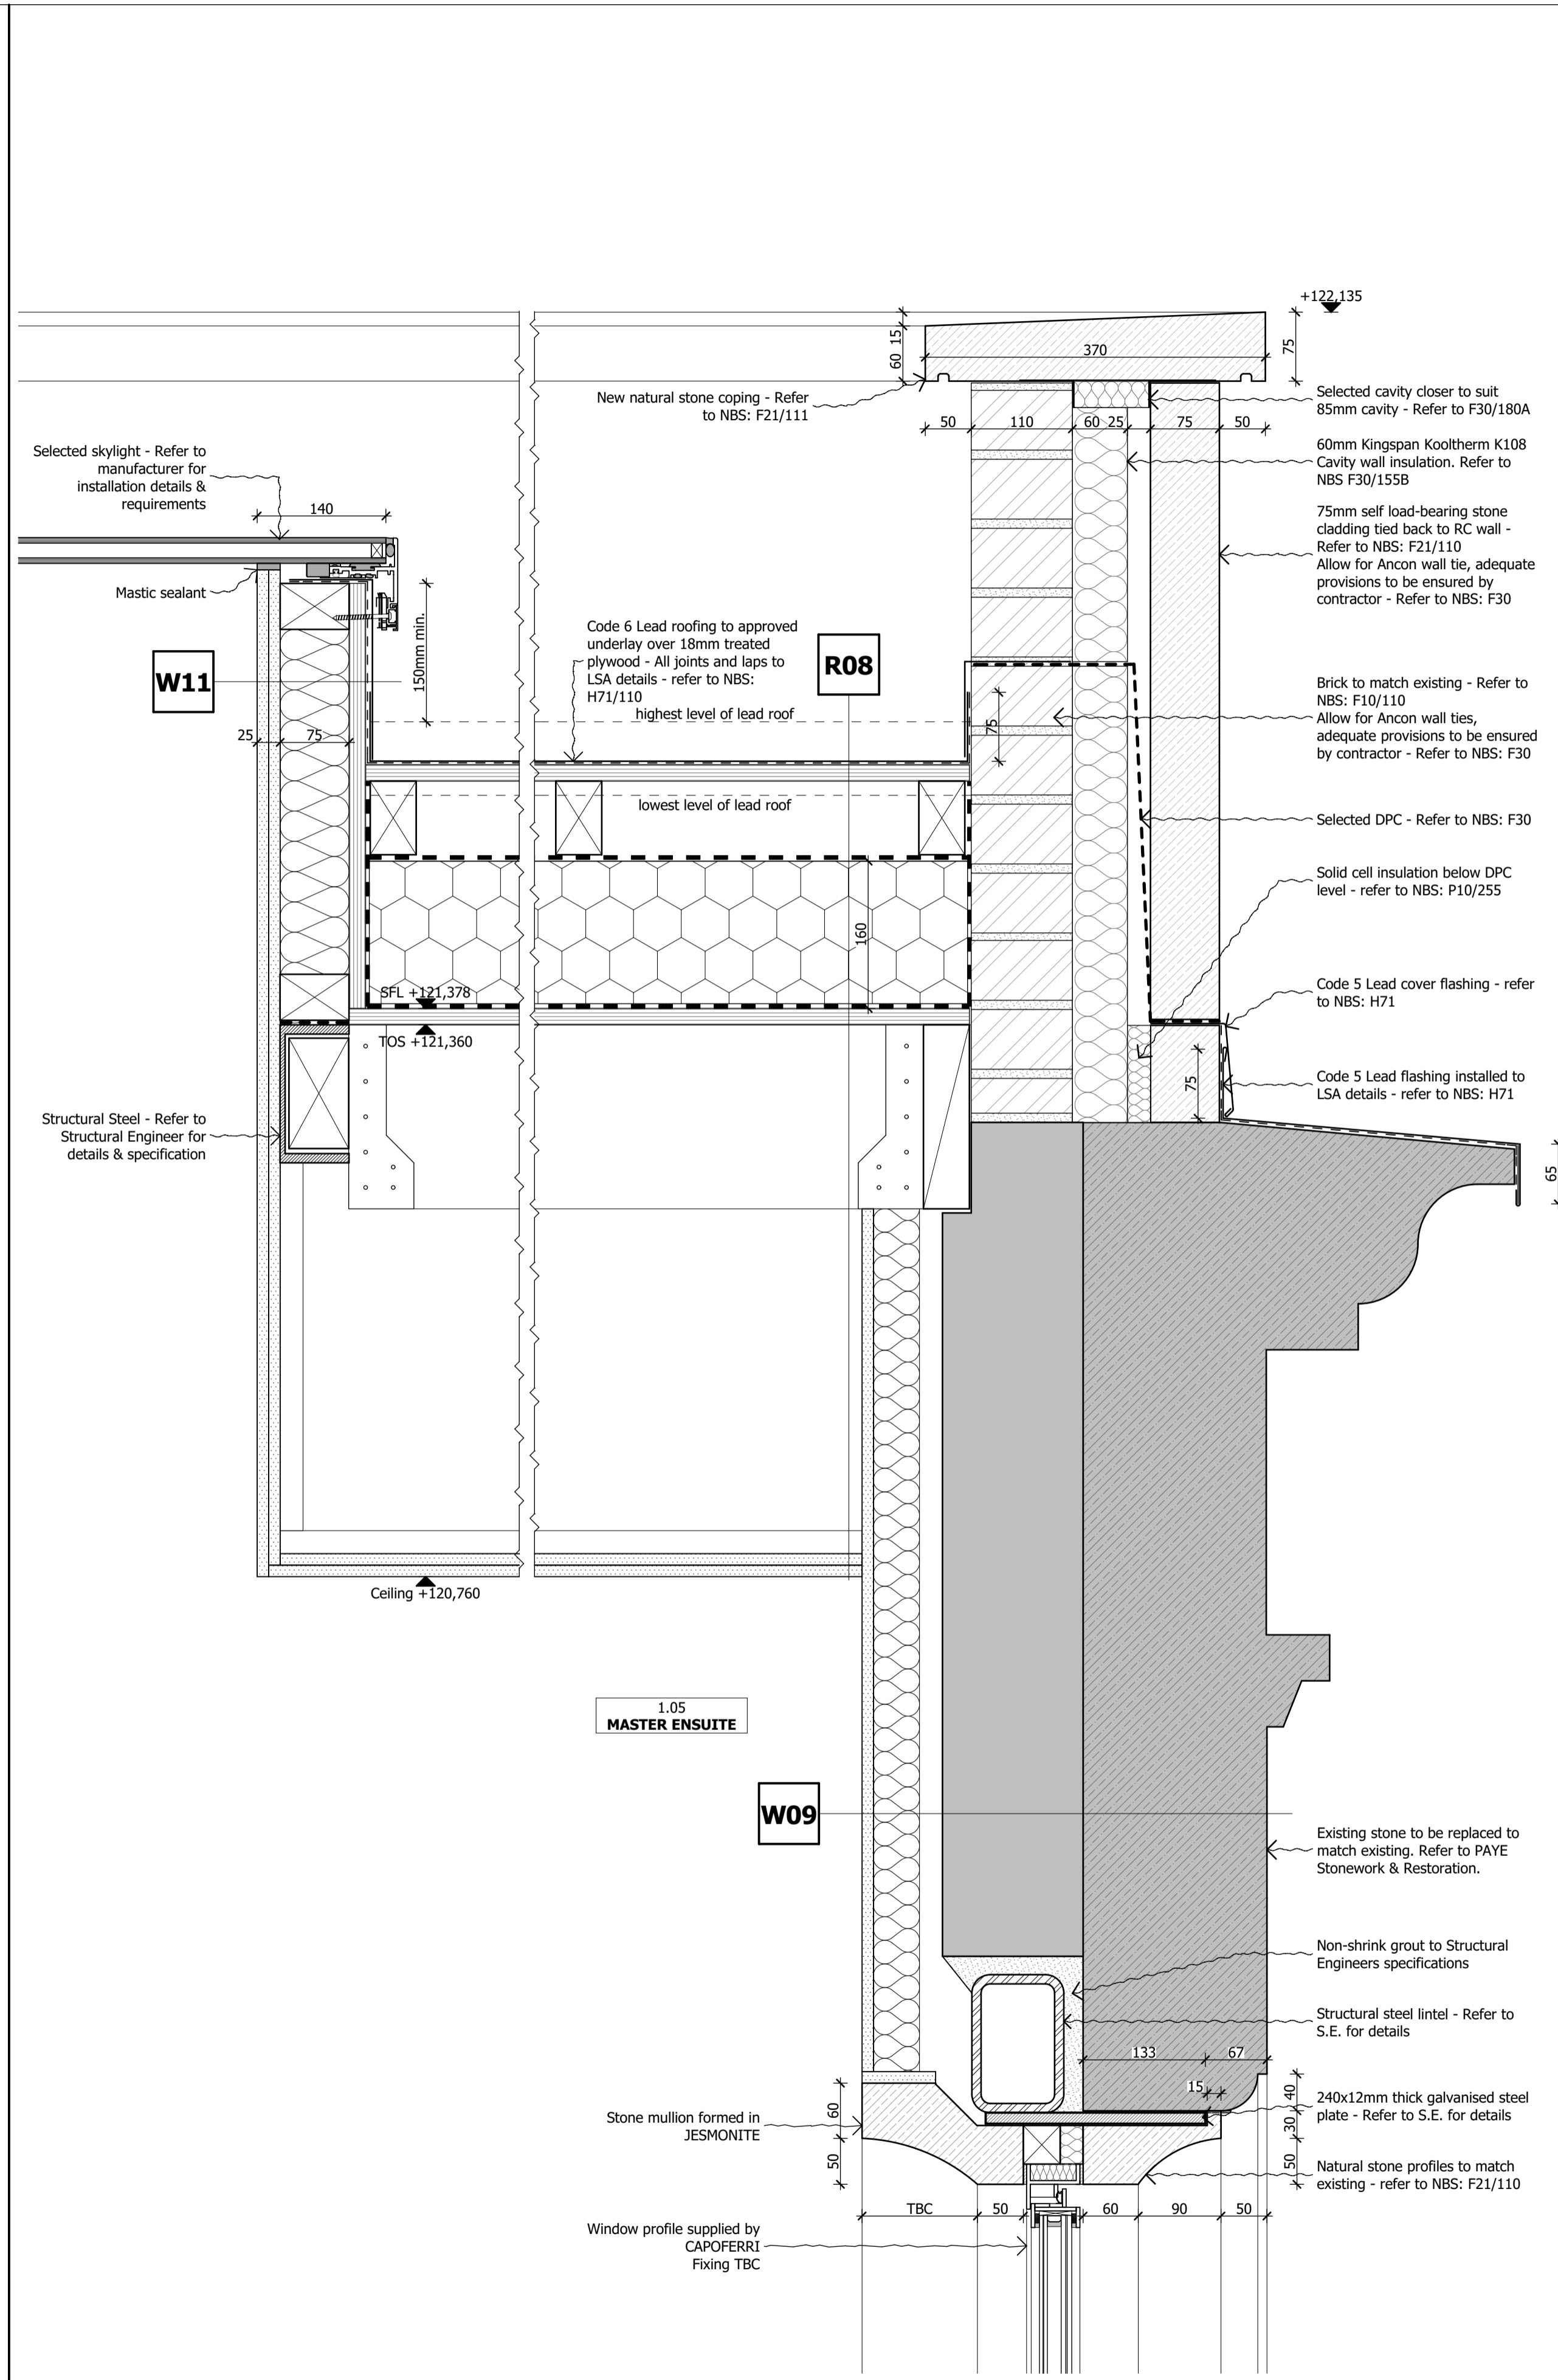 +122,135
15
60
370
75
New natural stone coping - Refer
to NBS: F21/111
Selected cavity closer to suit
85mm cavity - Refer to F30/180A
50
110
60
25
75
50
60mm Kingspan Kooltherm K108
Cavity wall insulation. Refer to
NBS F30/155B
Selected skylight - Refer to
manufacturer for
installation details &
requirements
140
75mm self load-bearing stone
cladding tied back to RC wall -
Refer to NBS: F21/110
Allow for Ancon wall tie, adequate
provisions to be ensured by
contractor - Refer to NBS: F30
Mastic sealant
150mm min.
Code 6 Lead roofing to approved
underlay over 18mm treated
plywood - All joints and laps to
LSA details - refer to NBS:
H71/110
R08
W11
highest level of lead roof
75
Brick to match existing - Refer to
NBS: F10/110
Allow for Ancon wall ties,
adequate provisions to be ensured
by contractor - Refer to NBS: F30
25
75
lowest level of lead roof
Selected DPC - Refer to NBS: F30
Solid cell insulation below DPC
level - refer to NBS: P10/255
160
SFL +121,378
TOS +121,360
Code 5 Lead cover flashing - refer
to NBS: H71
75
Code 5 Lead flashing installed to
LSA details - refer to NBS: H71
Structural Steel - Refer to
Structural Engineer for
details & specification
65
Ceiling +120,760
1.05
MASTER ENSUITE
W09
Existing stone to be replaced to
match existing. Refer to PAYE
Stonework & Restoration.
Non-shrink grout to Structural
Engineers specifications
Structural steel lintel - Refer to
S.E. for details
133
67
15
40
30
50
240x12mm thick galvanised steel
plate - Refer to S.E. for details
60
50
Stone mullion formed in
JESMONITE
Natural stone profiles to match
existing - refer to NBS: F21/110
TBC
50
60
90
50
Window profile supplied by
CAPOFERRI
Fixing TBC